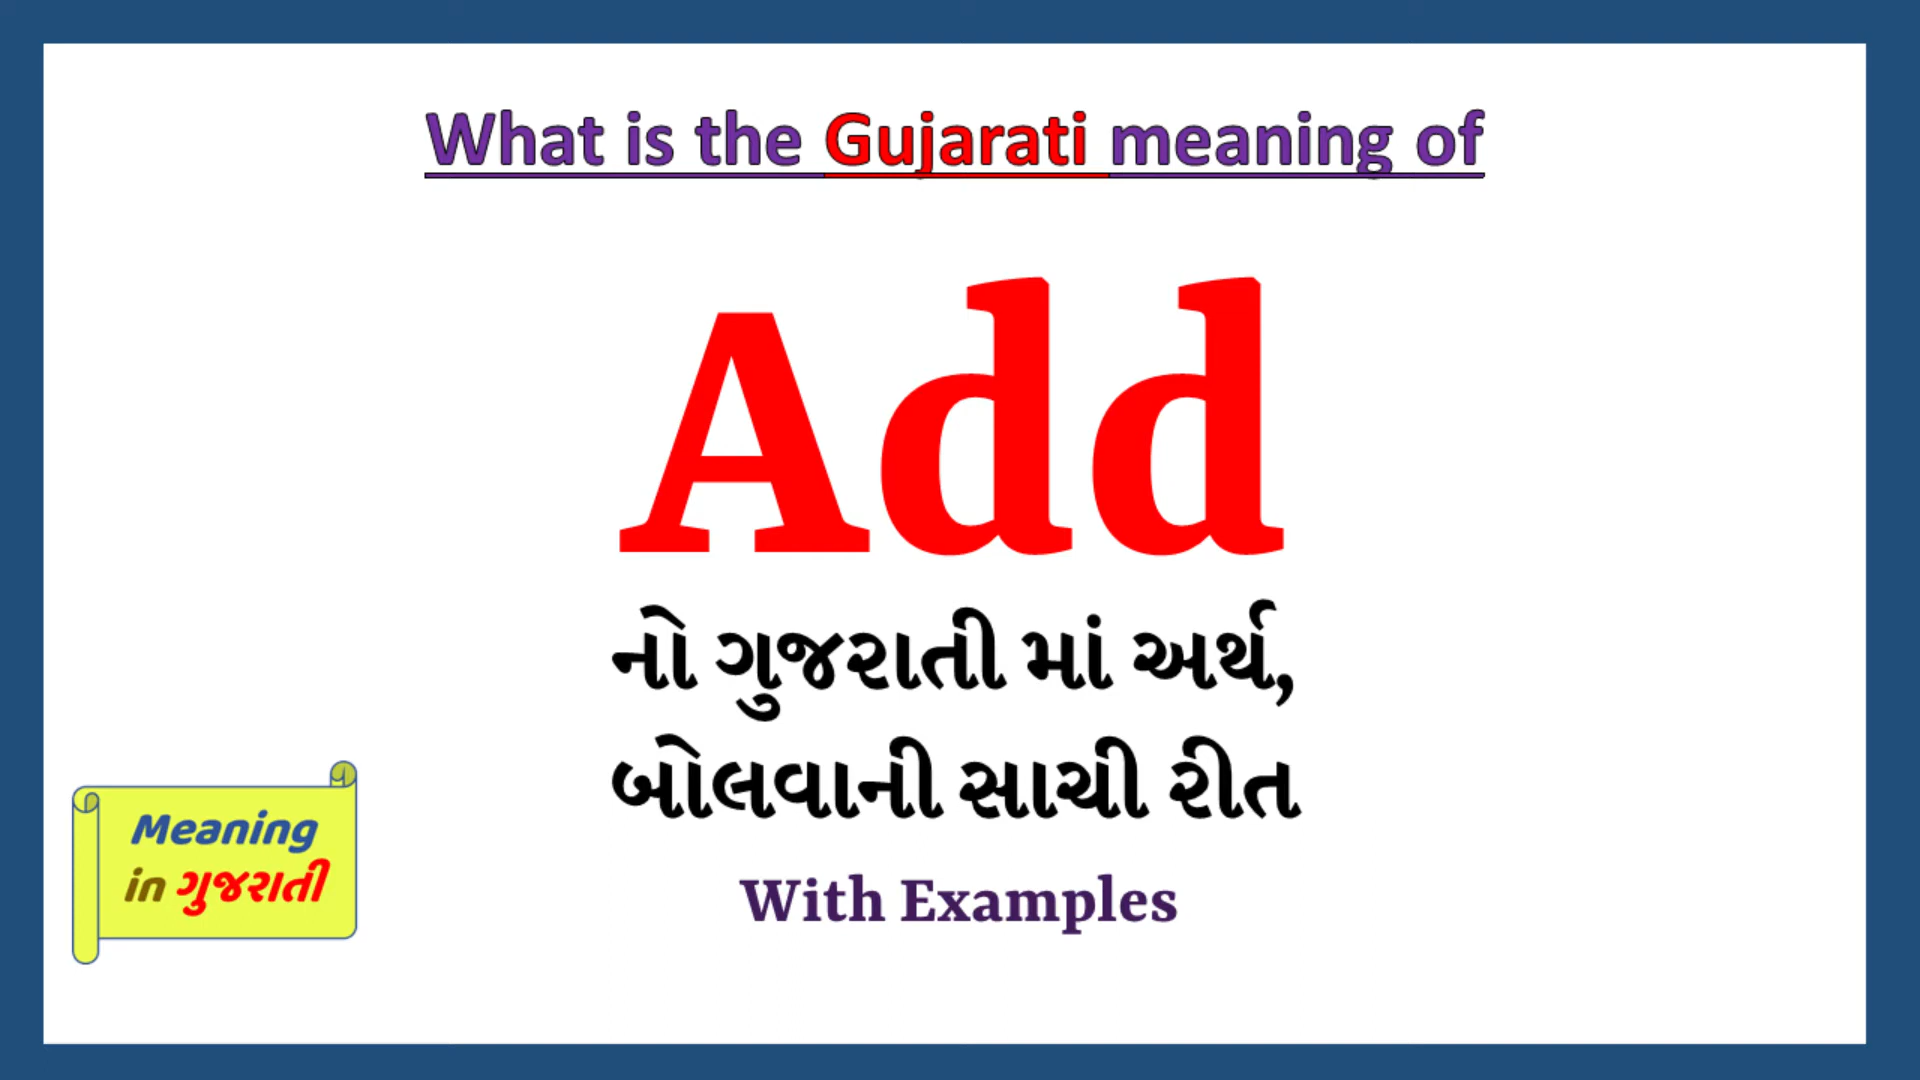 What is the Gujarati meaning of
Add
નો ગુજરાતી માં અર્થ,
બોલવાની સાચી રીત
With Examples
Meaning
in ગુજરાતી